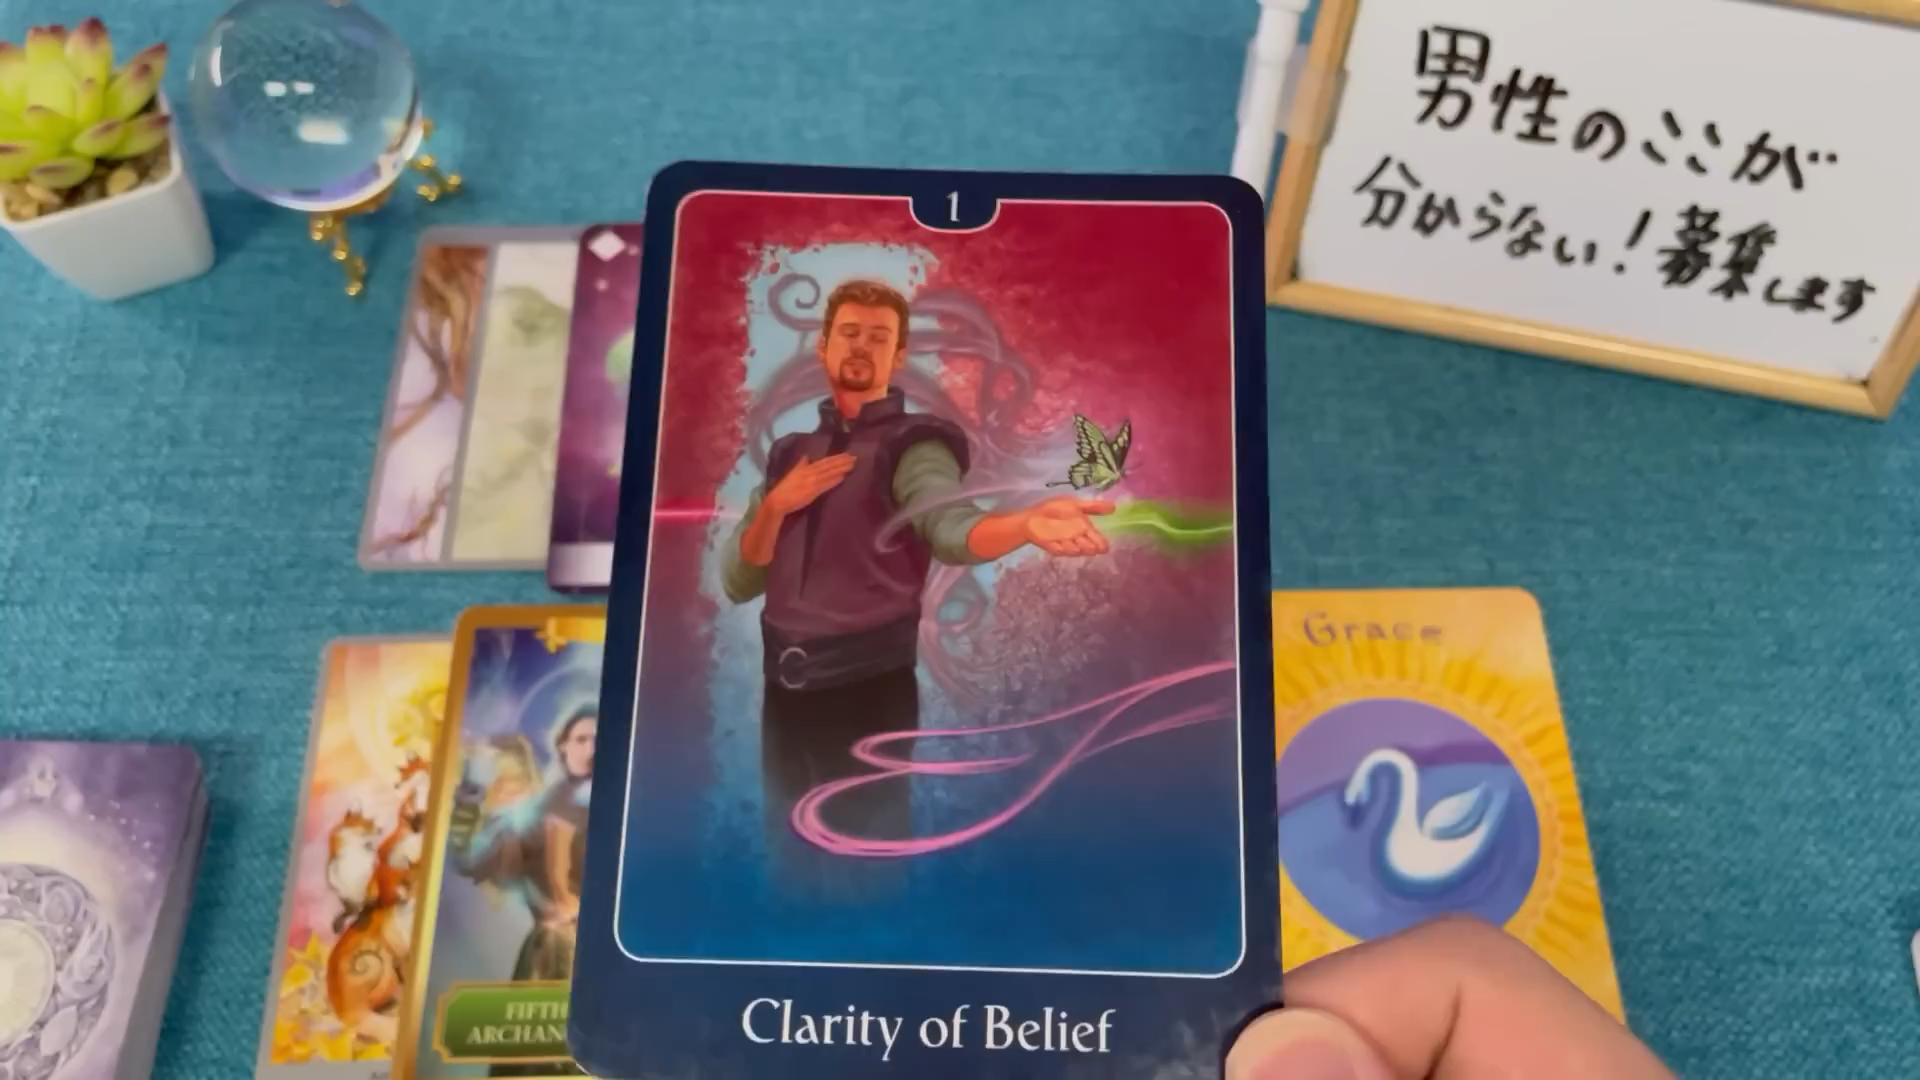 男性のここが
分からない！募集します
1
Clarity of Belief
Grace
FIFTH